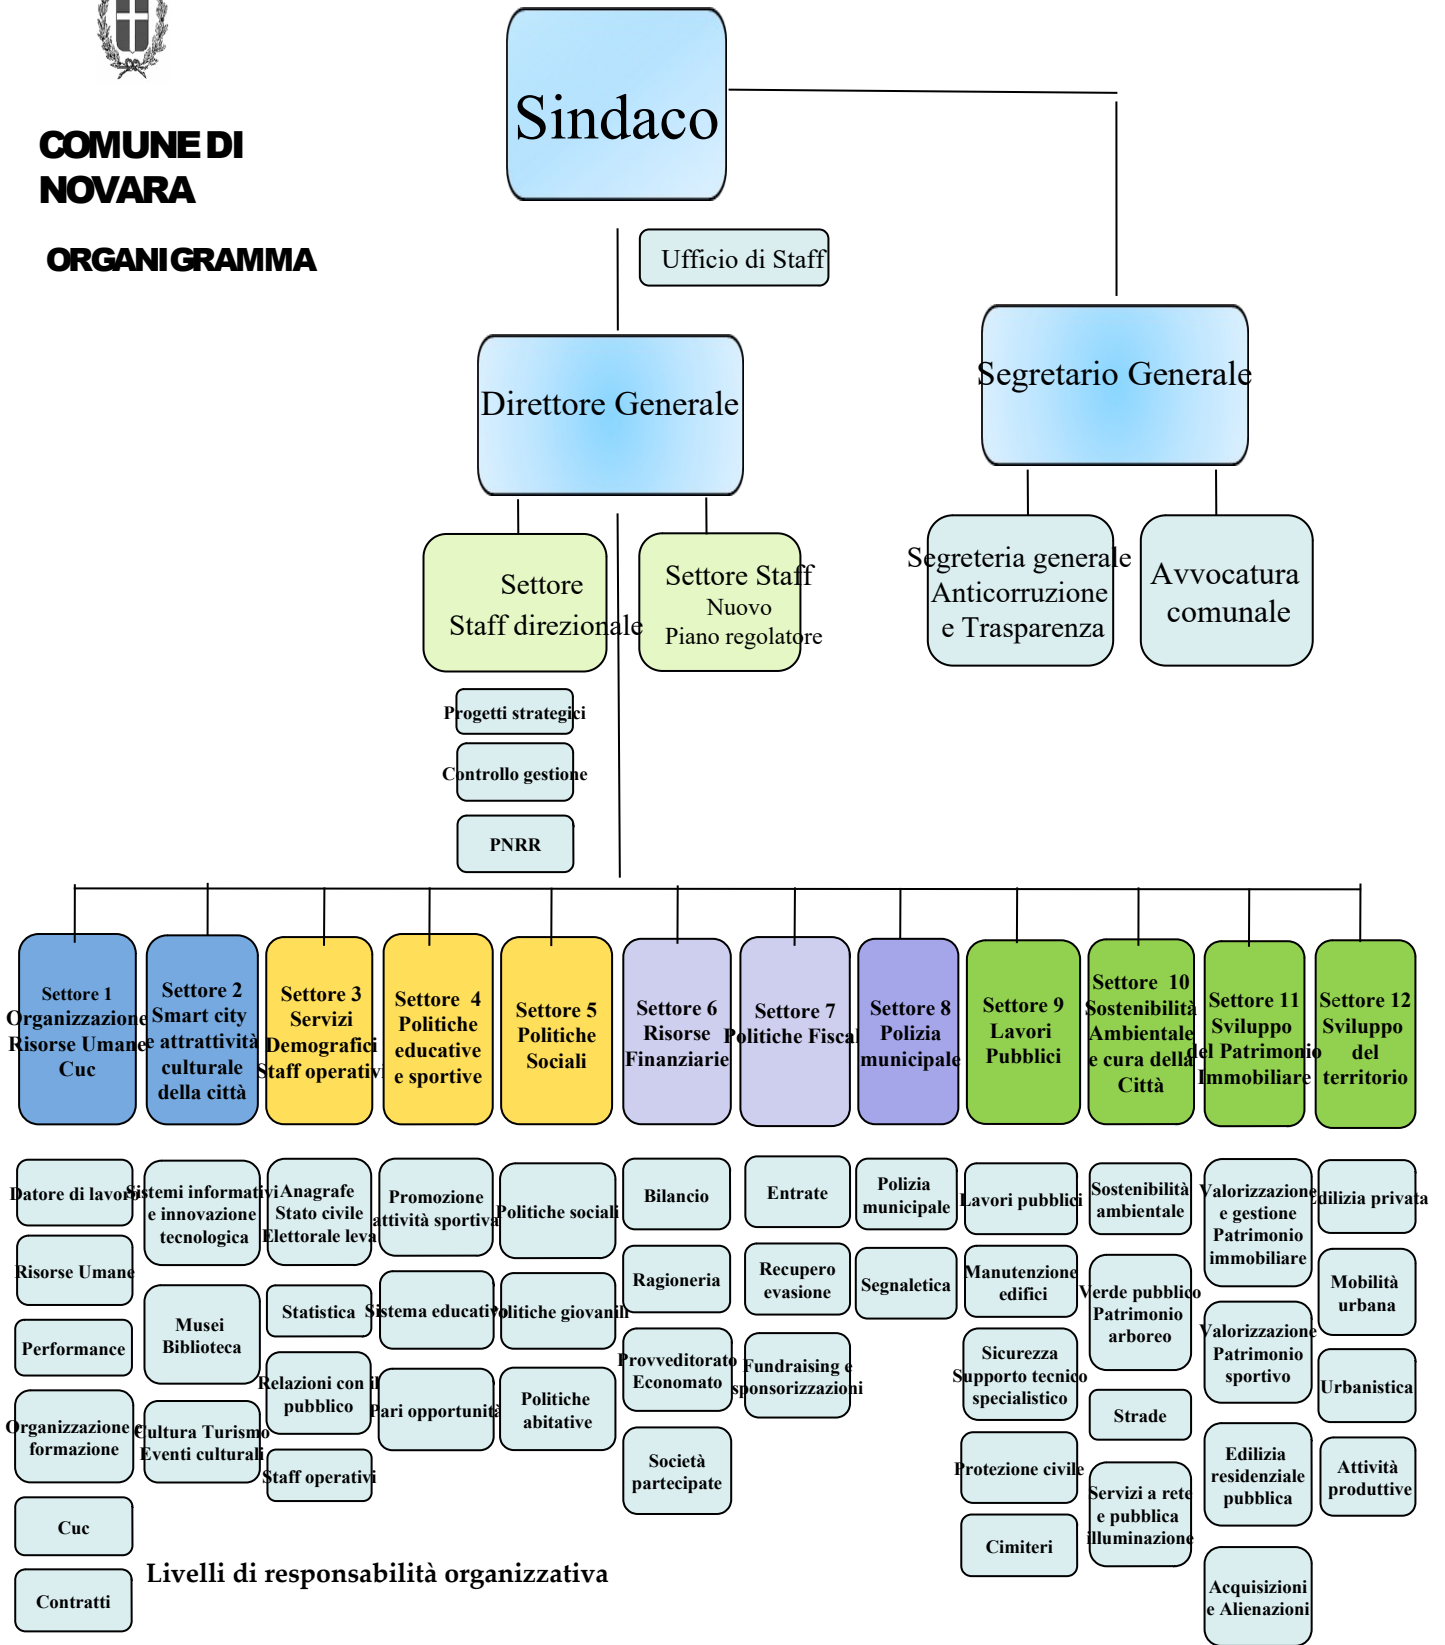 COMUNE DI
NOVARA
ORGANIGRAMMA
Sindaco
Ufficio di Staff
Direttore Generale
Segretario Generale
Settore
Staff direzionale
Settore Staff
Nuovo
Piano regolatore
Segreteria generale
Anticorruzione
e Trasparenza
Avvocatura
comunale
Progetti strategici
Controllo gestione
PNRR
Settore 1
Organizzazione
Risorse Umane
Cuc
Settore 2
Smart city
e attrattività
culturale
della città
Settore 3
Servizi
Demografici
Staff operativi
Settore 4
Politiche
educative
e sportive
Settore 5
Politiche
Sociali
Settore 6
Risorse
Finanziarie
Settore 7
Politiche Fiscal
Settore 8
Polizia
municipale
Settore 9
Lavori
Pubblici
Settore 10
Sostenibilità
Ambientale
e cura della
Città
Settore 11
Sviluppo
del Patrimonio
Immobiliare
Settore 12
Sviluppo
del
territorio
Datore di lavoro
Risorse Umane
Performance
Organizzazione e
formazione
Cuc
Contratti
Sistemi informativi
e innovazione
tecnologica
Musei
Biblioteca
Cultura Turismo
Eventi culturali
Anagrafe
Stato civile
Elettorale leva
Statistica
Relazioni con il
pubblico
Staff operativi
Promozione
attività sportiva
Sistema educativo
Pari opportunità
Politiche sociali
Politiche giovanili
Politiche
abitative
Bilancio
Ragioneria
Provveditorato
Economato
Società
partecipate
Entrate
Recupero
evasione
Fundraising e
sponsorizzazioni
Polizia
municipale
Segnaletica
Lavori pubblici
Manutenzione
edifici
Sicurezza
Supporto tecnico
specialistico
Protezione civile
Cimiteri
Sostenibilità
ambientale
Verde pubblico
Patrimonio
arboreo
Strade
Servizi a rete
e pubblica
illuminazione
Valorizzazione
e gestione
Patrimonio
immobiliare
Valorizzazione
Patrimonio
sportivo
Edilizia
residenziale
pubblica
Acquisizioni
e Alienazioni
Edilizia privata
Mobilità
urbana
Urbanistica
Attività
produttive
Livelli di responsabilità organizzativa